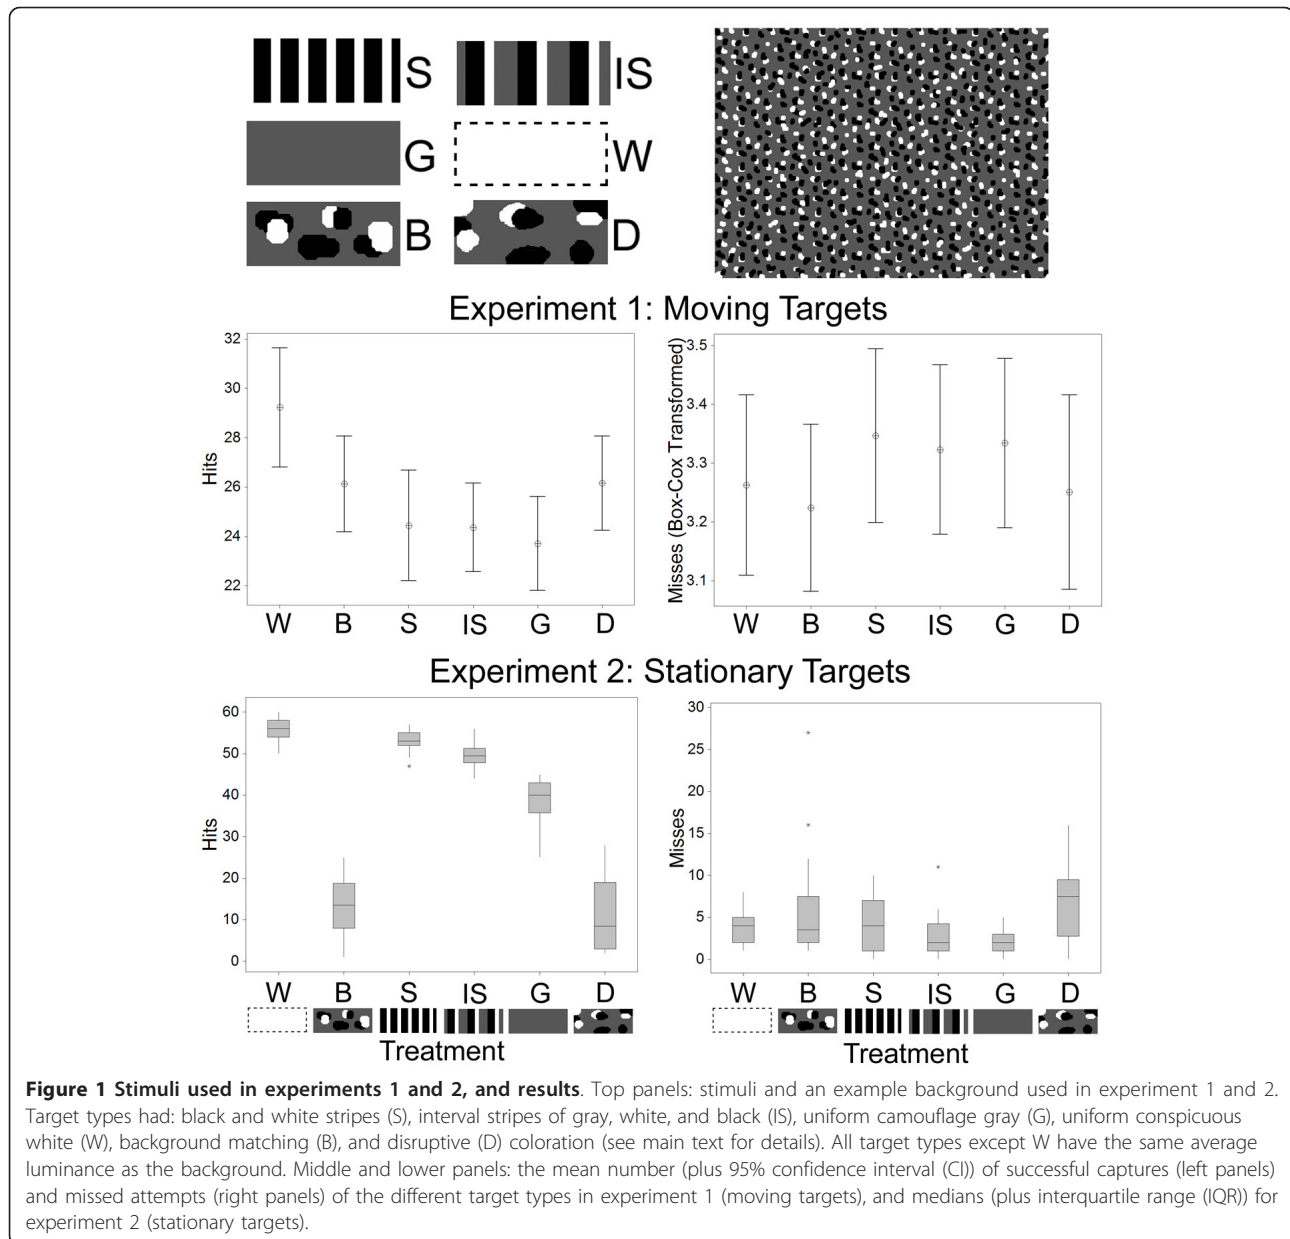 S
IS
G
W
B
D
Experiment 1: Moving Targets
Hits
32
30
28
26
24
22
W B S IS G D
Misses (Box-Cox Transformed)
3.5
3.4
3.3
3.2
3.1
W B S IS G D
Experiment 2: Stationary Targets
Hits
60
50
40
30
20
10
0
W B S IS G D
Treatment
Misses
30
25
20
15
10
5
0
W B S IS G D
Treatment
Figure 1 Stimuli used in experiments 1 and 2, and results. Top panels: stimuli and an example background used in experiment 1 and 2.
Target types had: black and white stripes (S), interval stripes of gray, white, and black (IS), uniform camouflage gray (G), uniform conspicuous
white (W), background matching (B), and disruptive (D) coloration (see main text for details). All target types except W have the same average
luminance as the background. Middle and lower panels: the mean number (plus 95% confidence interval (CI)) of successful captures (left panels)
and missed attempts (right panels) of the different target types in experiment 1 (moving targets), and medians (plus interquartile range (IQR)) for
experiment 2 (stationary targets).